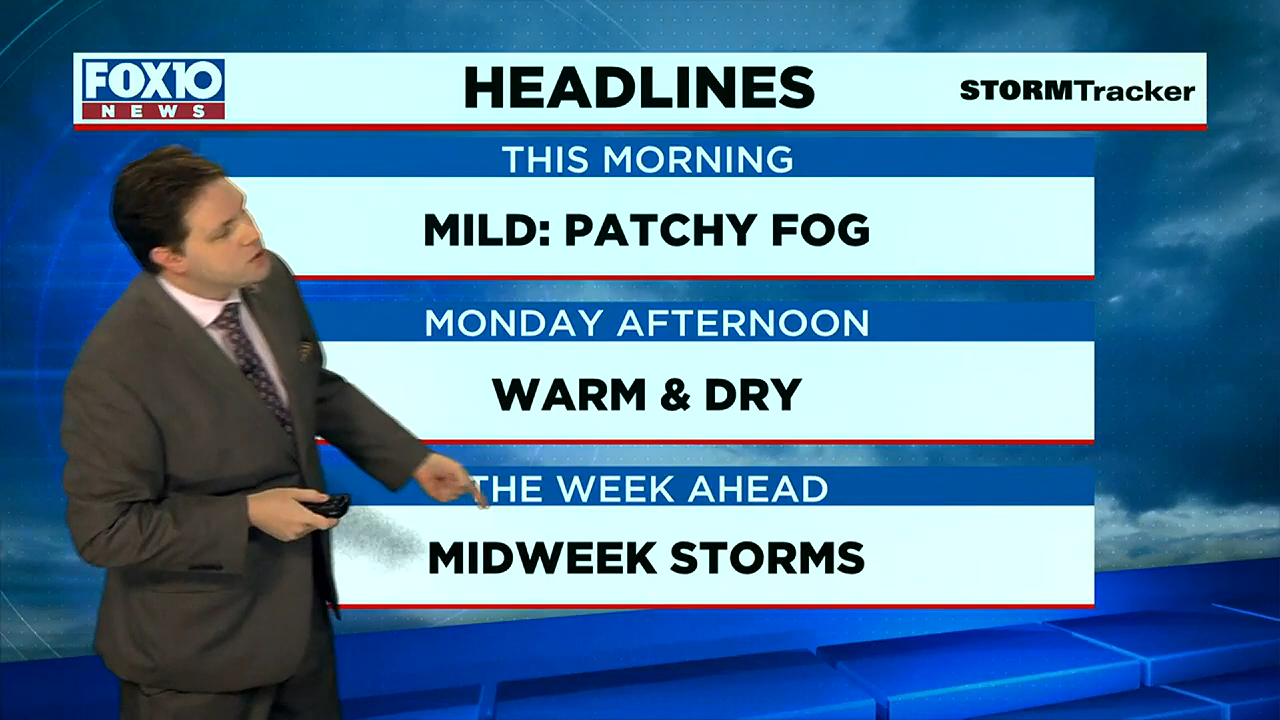 FOX10
NEWS
HEADLINES
STORMTracker
THIS MORNING
MILD: PATCHY FOG
MONDAY AFTERNOON
WARM & DRY
THE WEEK AHEAD
MIDWEEK STORMS